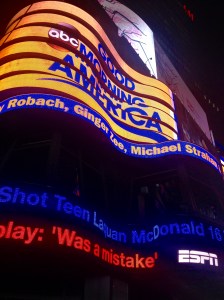 abc GOOD
MORNING
AMERICA
Robach, Ginger Zee, Michael Strahan
Shot Teen Laquan McDonald 16
play: 'Was a mistake'
ESPN